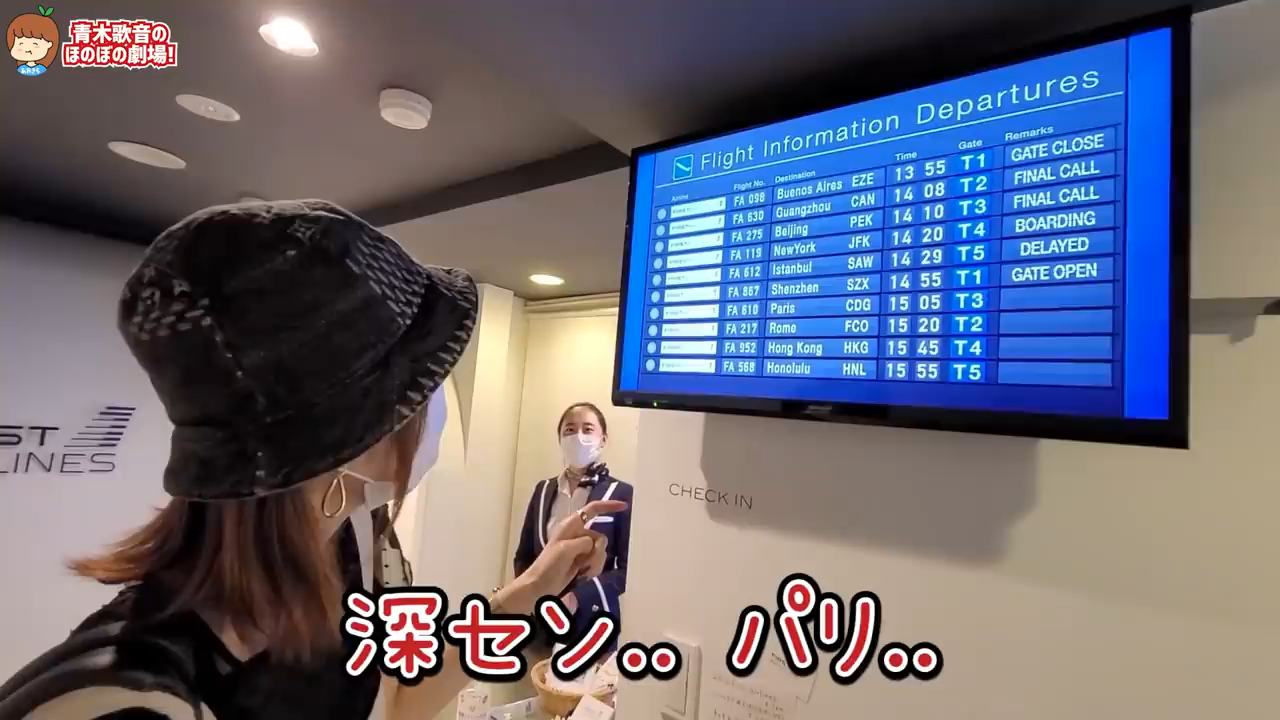 青木歌音の
ほのぼの劇場!
Flight Information Departures
Flight No. Destination Time Gate Remarks
FA 098 Buenos Aires EZE 13 55 T1 GATE CLOSE
FA 630 Guangzhou CAN 14 08 T2 FINAL CALL
FA 275 Beijing PEK 14 10 T3 FINAL CALL
FA 119 NewYork JFK 14 20 T4 BOARDING
FA 612 Istanbul SAW 14 29 T5 DELAYED
FA 867 Shenzhen SZX 14 55 T1 GATE OPEN
FA 610 Paris CDG 15 05 T3
FA 217 Rome FCO 15 20 T2
FA 952 Hong Kong HKG 15 45 T4
FA 568 Honolulu HNL 15 55 T5
ST
LINES
CHECK IN
深セン.. パリ..